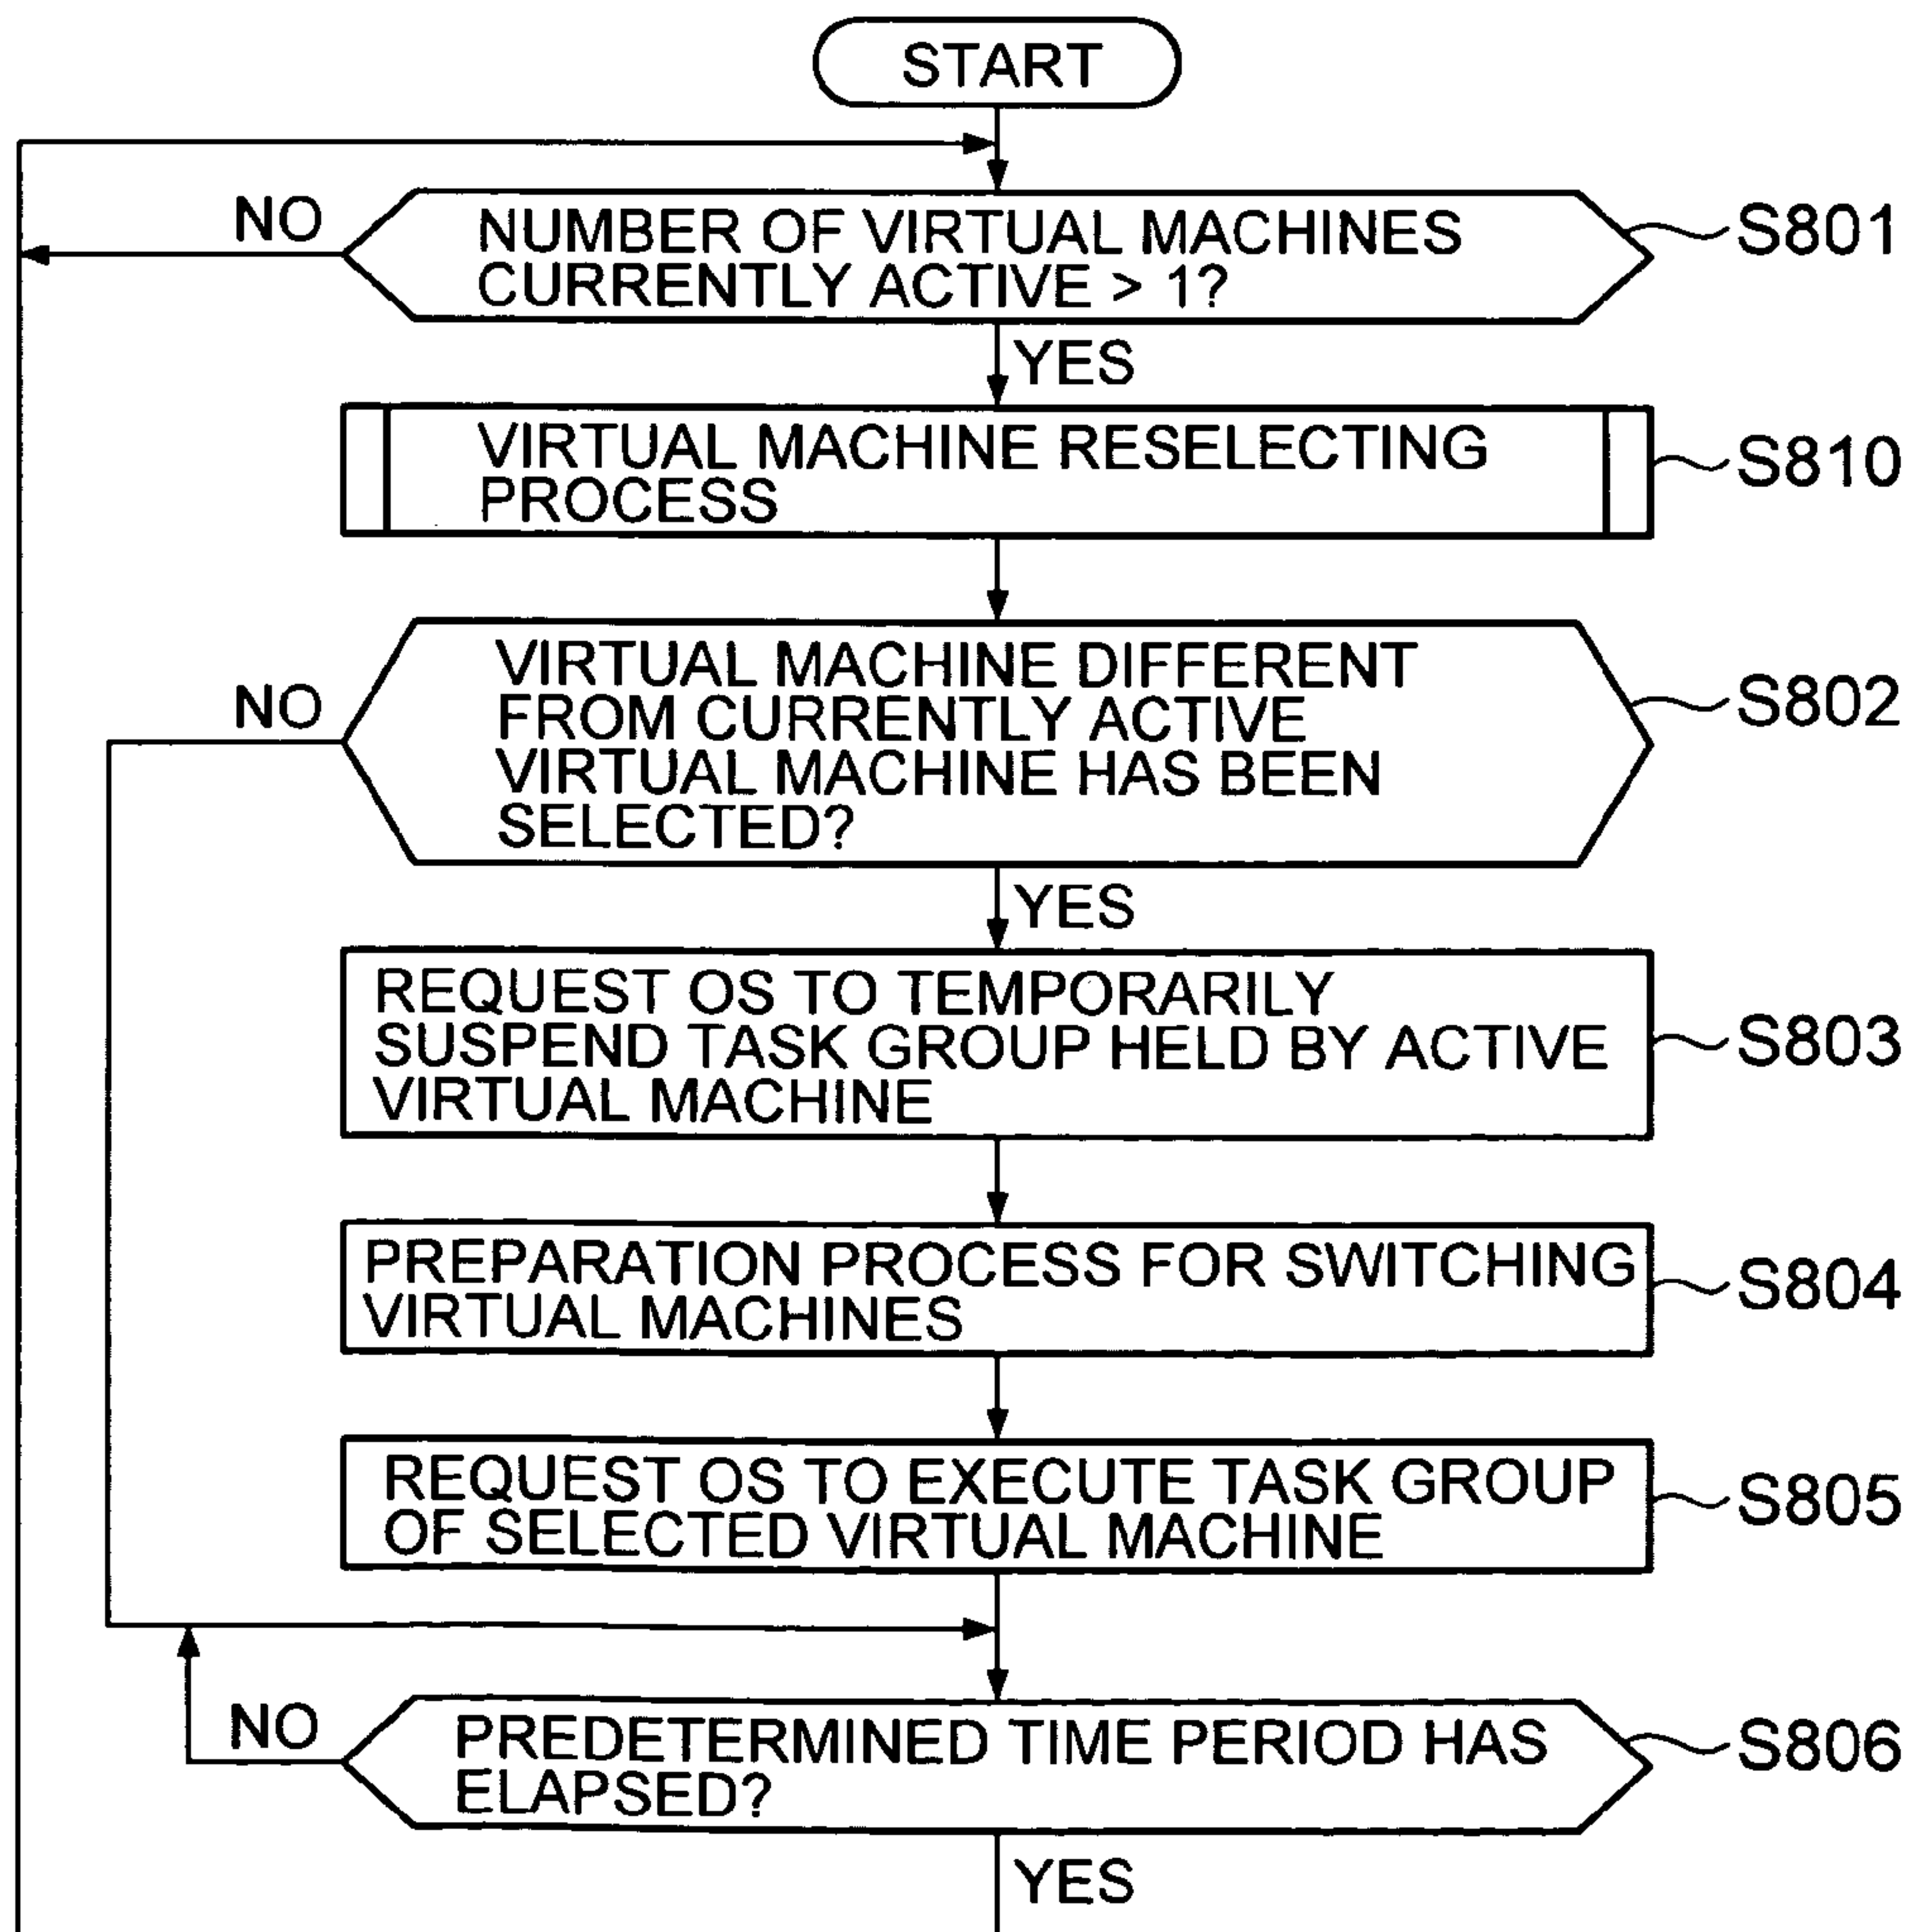 START
NO
NUMBER OF VIRTUAL MACHINES
CURRENTLY ACTIVE > 1?
S801
YES
VIRTUAL MACHINE RESELECTING
PROCESS
S810
NO
VIRTUAL MACHINE DIFFERENT
FROM CURRENTLY ACTIVE
VIRTUAL MACHINE HAS BEEN
SELECTED?
S802
YES
REQUEST OS TO TEMPORARILY
SUSPEND TASK GROUP HELD BY ACTIVE
VIRTUAL MACHINE
S803
PREPARATION PROCESS FOR SWITCHING
VIRTUAL MACHINES
S804
REQUEST OS TO EXECUTE TASK GROUP
OF SELECTED VIRTUAL MACHINE
S805
NO
PREDETERMINED TIME PERIOD HAS
ELAPSED?
S806
YES